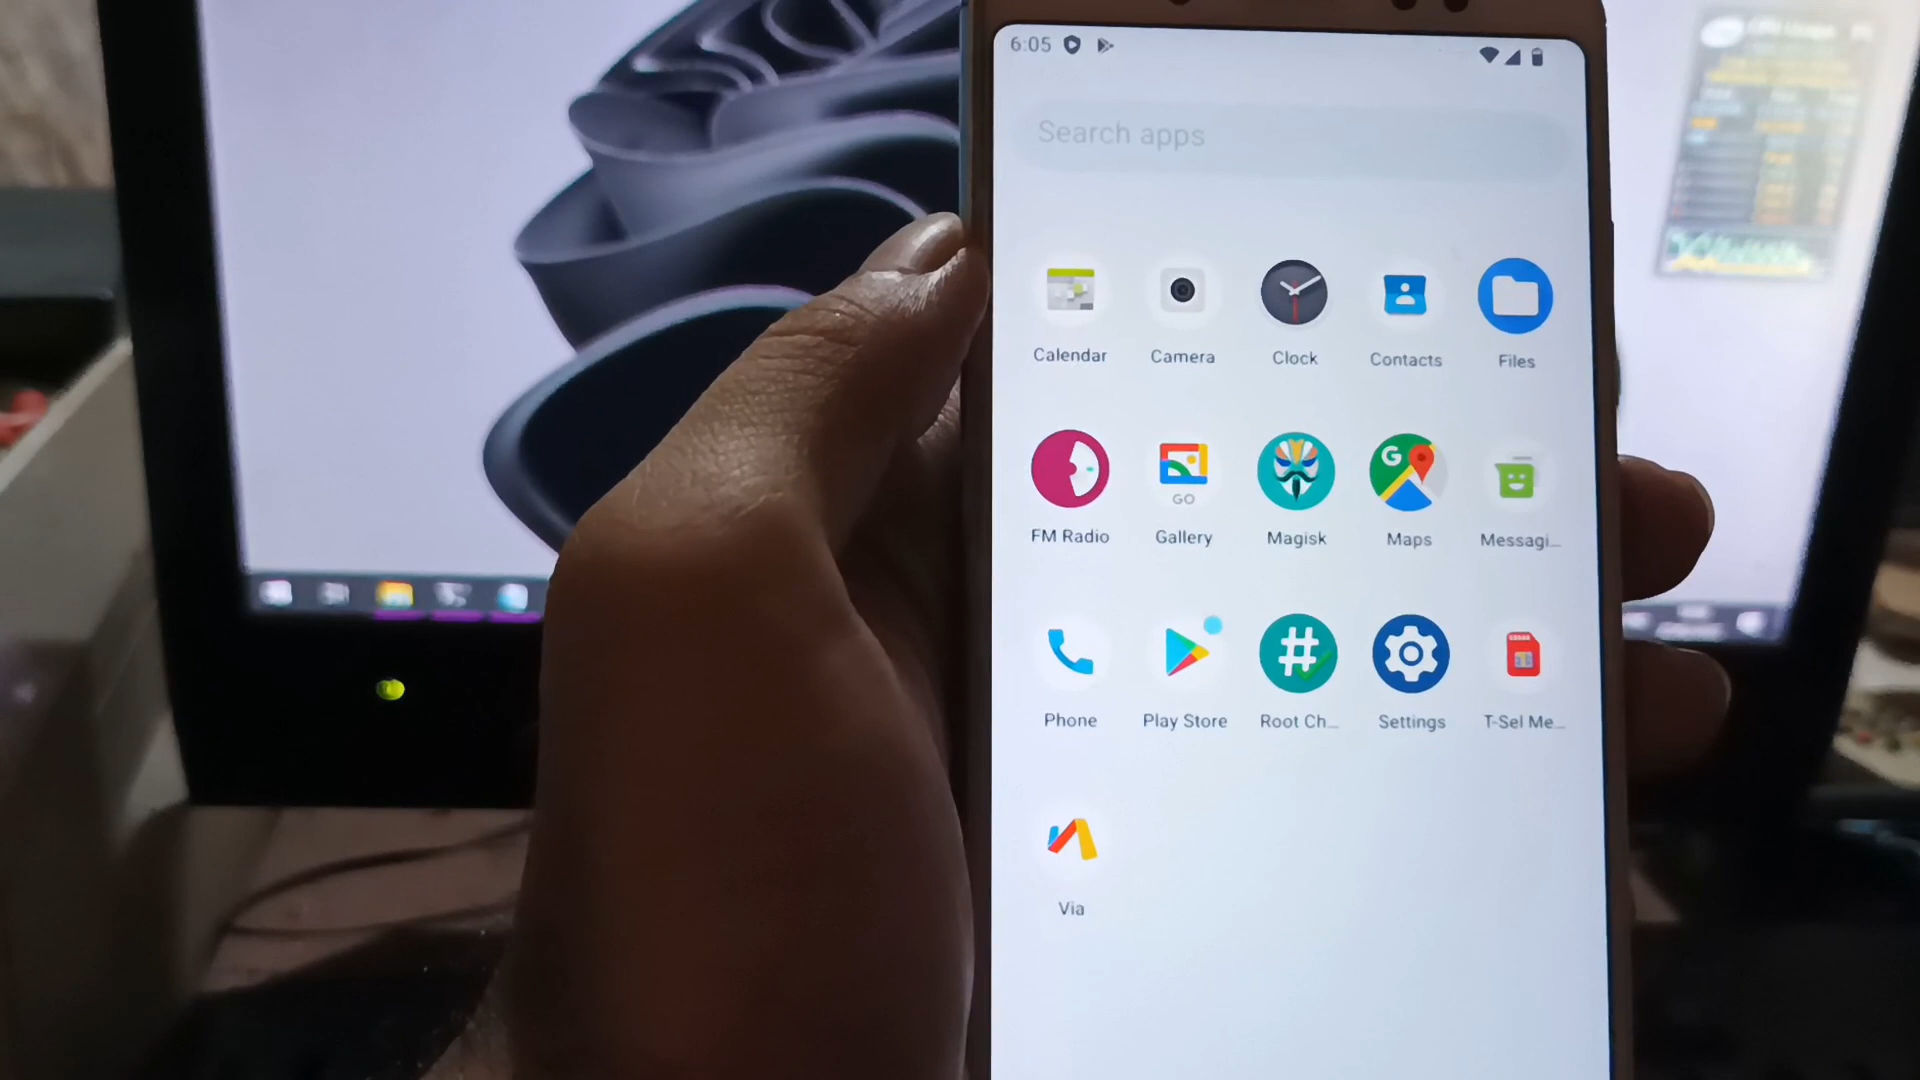 6:05
Search apps
Calendar
Camera
Clock
Contacts
Files
GO
G
FM Radio
Gallery
Magisk
Maps
Messagi...
Phone
Play Store
Root Ch...
Settings
T-Sel Me...
Via